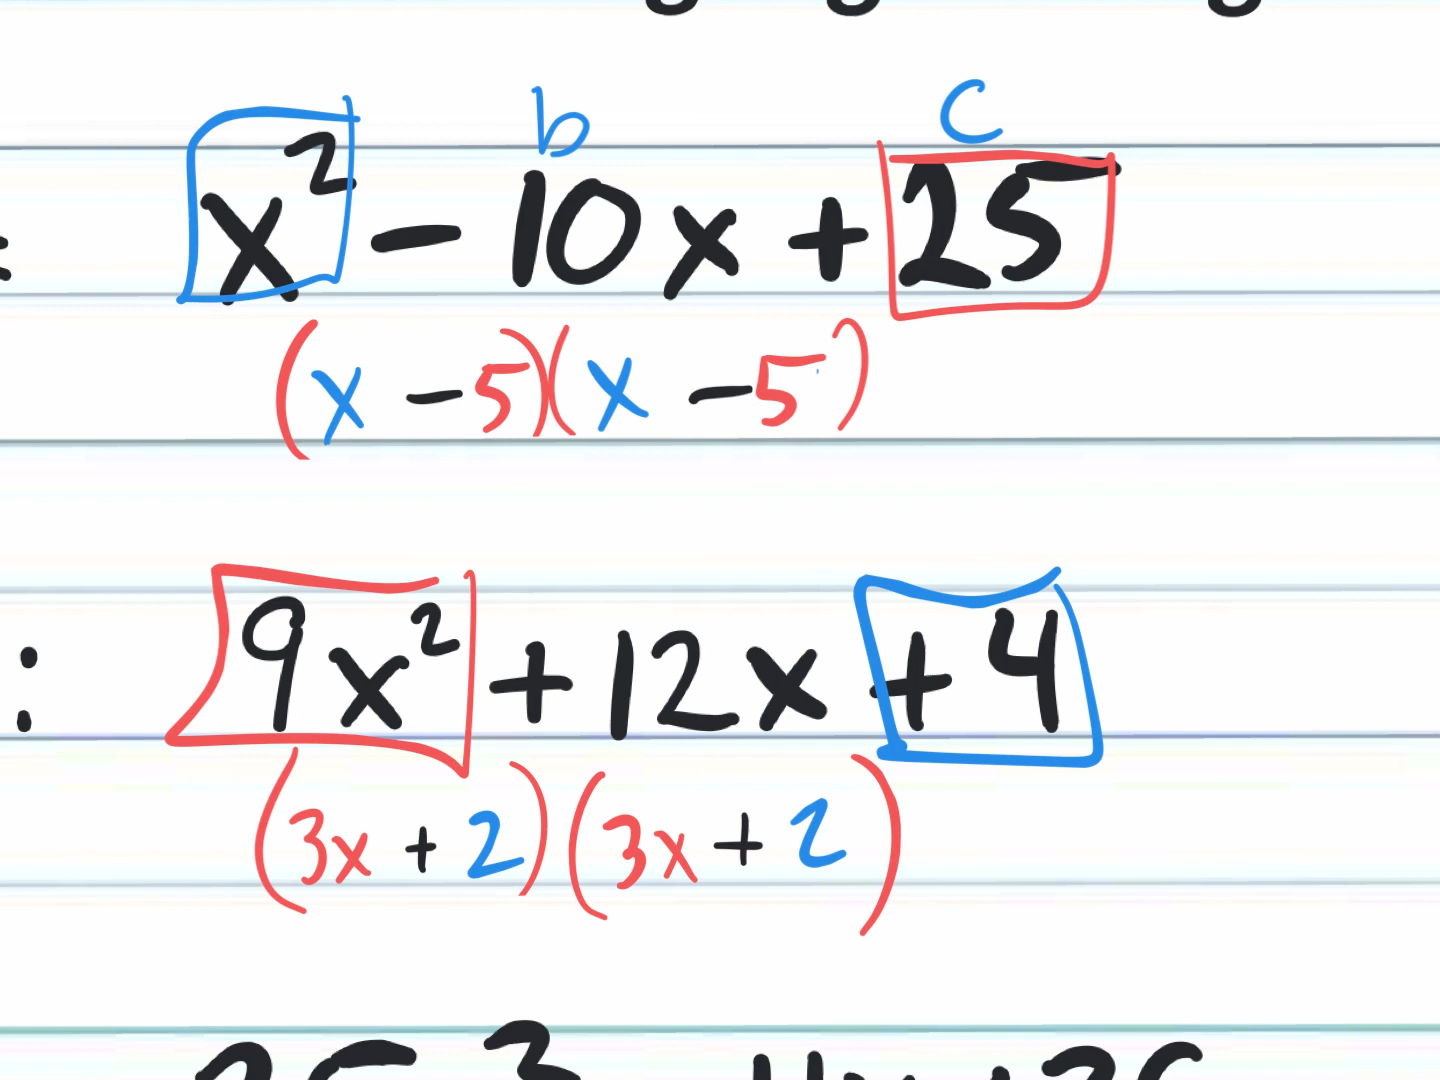 b c
x² - 10x + 25
(x - 5)(x - 5)
: 9x² + 12x + 4
(3x + 2)(3x + 2)